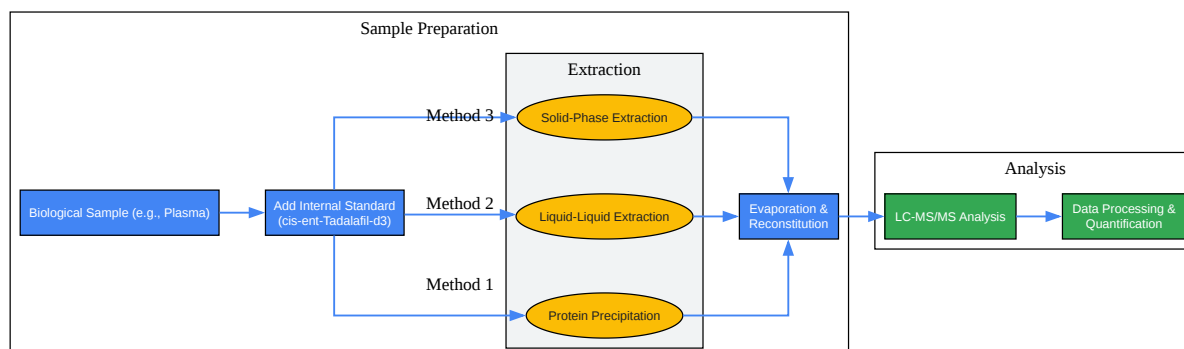 Sample Preparation
Extraction
Method 3
Solid-Phase Extraction
Analysis
Biological Sample (e.g., Plasma)
Add Internal Standard
(cis-ent-Tadalafil-d3)
Method 2
Liquid-Liquid Extraction
Evaporation &
Reconstitution
LC-MS/MS Analysis
Data Processing &
Quantification
Method 1
Protein Precipitation